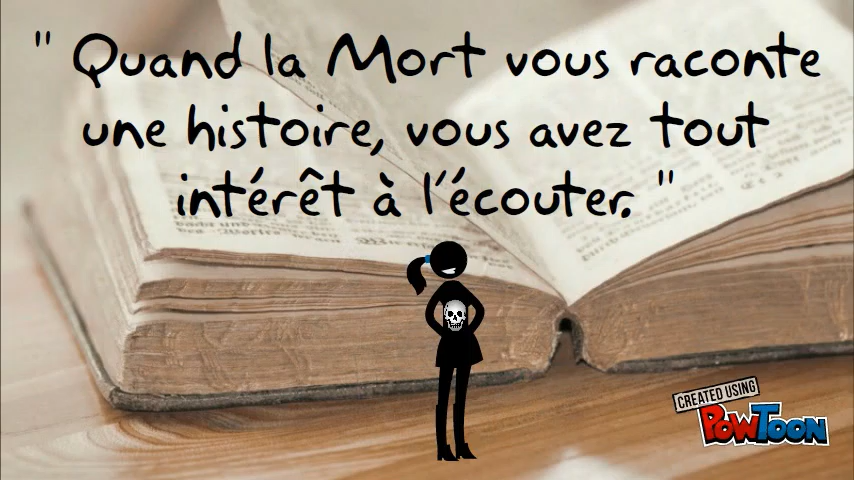 " Quand la Mort vous raconte
une histoire, vous avez tout
intérêt à l'écouter. "
CREATED USING
POWTOON